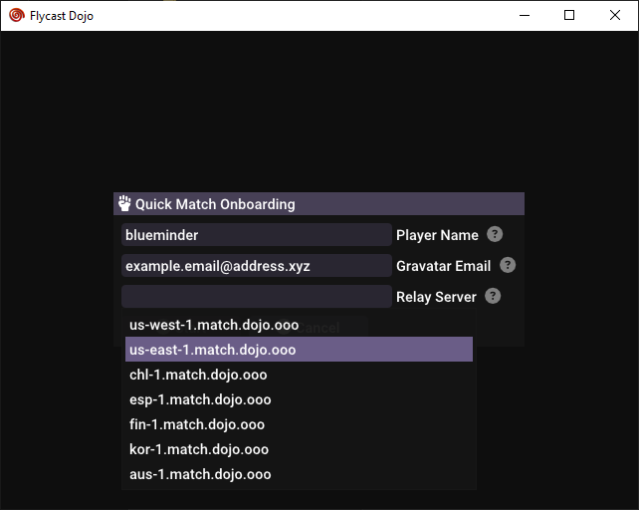 Flycast Dojo
Quick Match Onboarding
blueminder Player Name ?
example.email@address.xyz Gravatar Email ?
Relay Server ?
us-west-1.match.dojo.ooo
Cancel
us-east-1.match.dojo.ooo
chl-1.match.dojo.ooo
esp-1.match.dojo.ooo
fin-1.match.dojo.ooo
kor-1.match.dojo.ooo
aus-1.match.dojo.ooo